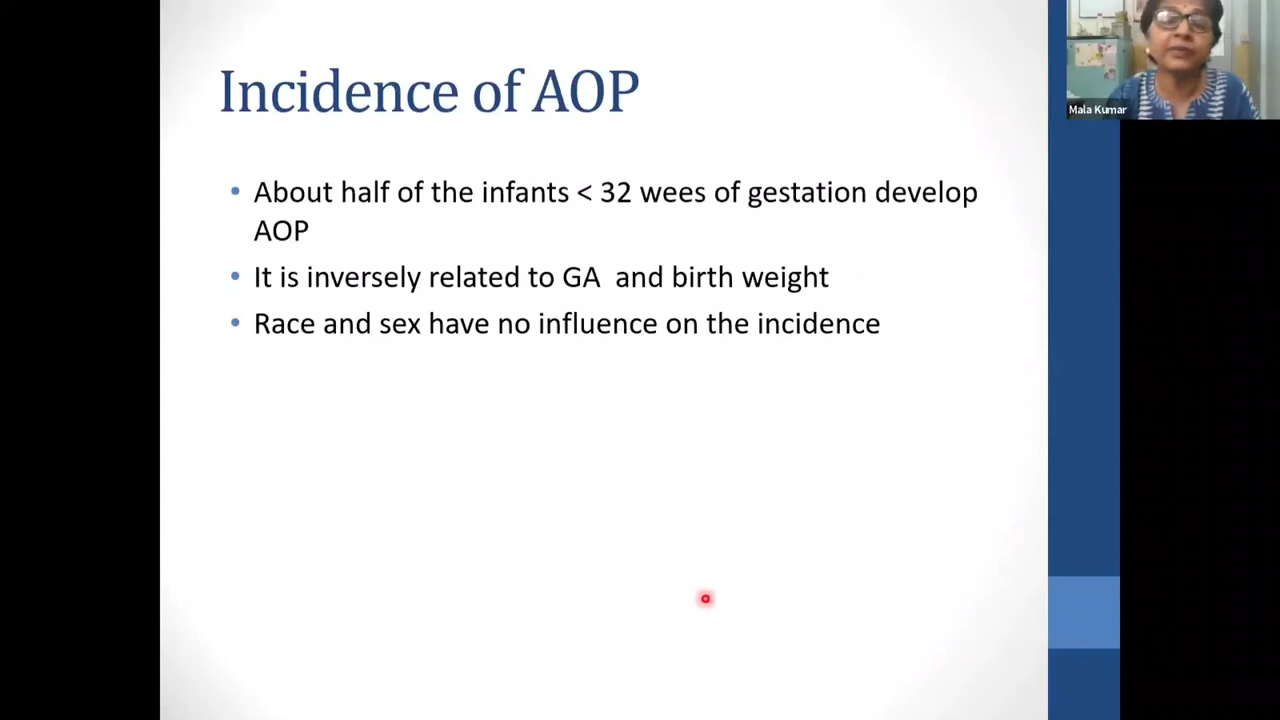 Incidence of AOP
Mala Kumar
• About half of the infants < 32 wees of gestation develop
AOP
• It is inversely related to GA  and birth weight
• Race and sex have no influence on the incidence